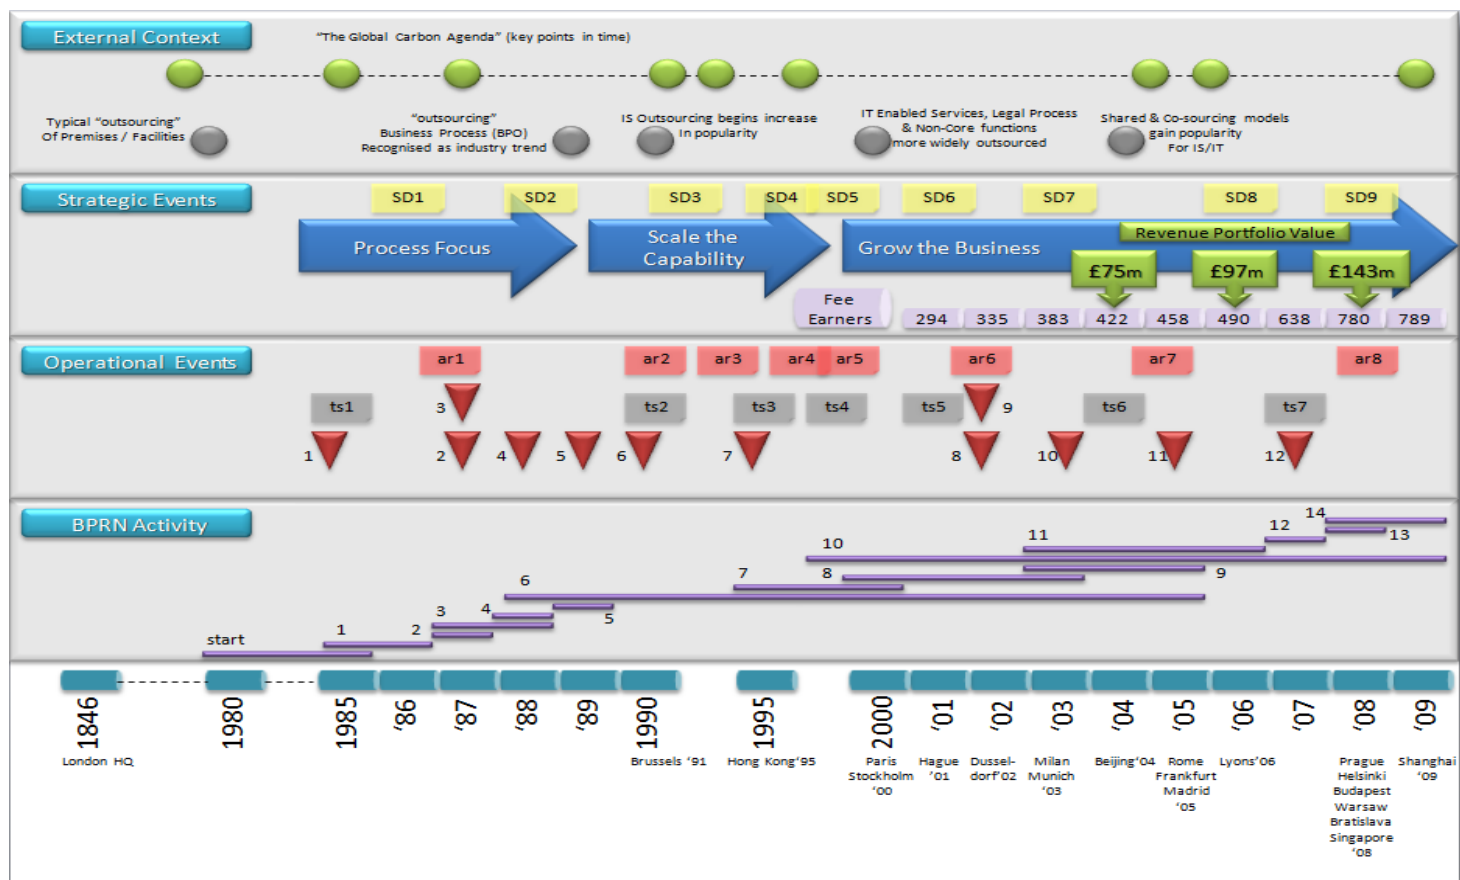 External Context
"The Global Carbon Agenda" (key points in time)
Typical "outsourcing"
Of Premises / Facilities
"outsourcing"
Business Process (BPO)
Recognised as industry trend
IS Outsourcing begins increase
In popularity
IT Enabled Services, Legal Process
& Non-Core functions
more widely outsourced
Shared & Co-sourcing models
gain popularity
For IS/IT
Strategic Events
SD1
SD2
SD3
SD4
SD5
SD6
SD7
SD8
SD9
Process Focus
Scale the
Capability
Grow the Business
Revenue Portfolio Value
£75m
£97m
£143m
Fee
Earners
294
335
383
422
458
490
638
780
789
Operational Events
ar1
ar2
ar3
ar4
ar5
ar6
ar7
ar8
3
9
ts1
ts2
ts3
ts4
ts5
ts6
ts7
1
2
4
5
6
7
8
10
11
12
BPRN Activity
start
1
2
3
4
5
6
7
8
9
10
11
12
13
14
1846
1980
1985
'86
'87
'88
'89
1990
1995
2000
'01
'02
'03
'04
'05
'06
'07
'08
'09
London HQ
Brussels '91
Hong Kong'95
Paris
Stockholm
'00
Hague
'01
Dussel-
dorf'02
Milan
Munich
'03
Beijing'04
Rome
Frankfurt
Madrid
'05
Lyons'06
Prague
Helsinki
Budapest
Warsaw
Bratislava
Singapore
'08
Shanghai
'09